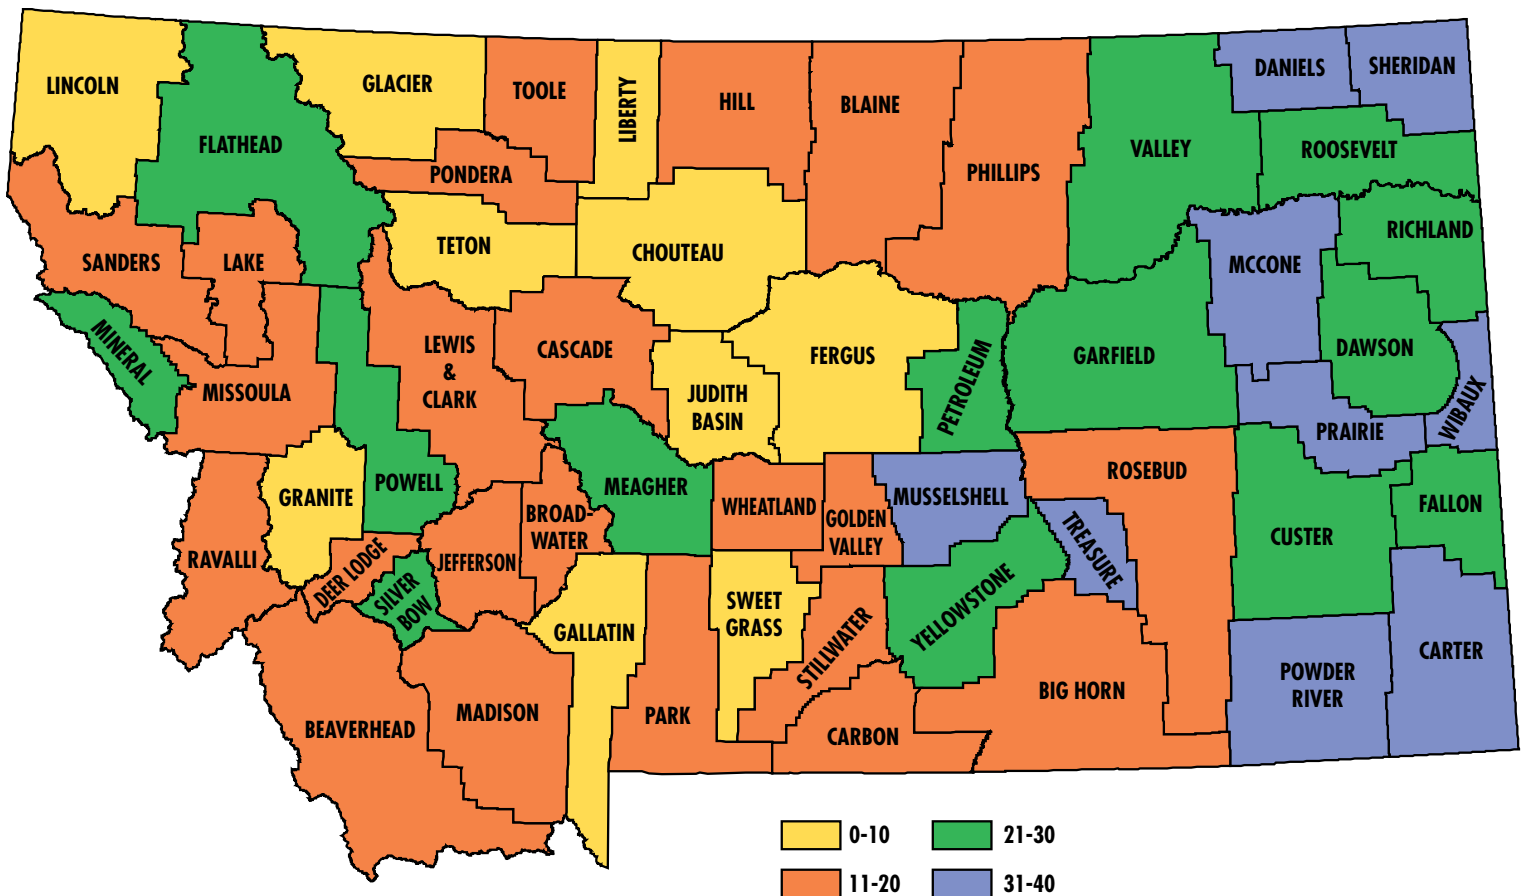 LINCOLN
FLATHEAD
GLACIER
TOOLE
LIBERTY
HILL
BLAINE
PHILLIPS
VALLEY
DANIELS
SHERIDAN
ROOSEVELT
PONDERA
TETON
CHOUTEAU
SANDERS
LAKE
RICHLAND
MCCONE
MINERAL
MISSOULA
LEWIS
&
CLARK
CASCADE
JUDITH
BASIN
FERGUS
PETROLEUM
GARFIELD
DAWSON
WIBAUX
PRAIRIE
GRANITE
POWELL
MEAGHER
WHEATLAND
GOLDEN
VALLEY
MUSSELSHELL
ROSEBUD
TREASURE
CUSTER
FALLON
RAVALLI
DEER LODGE
SILVER
BOW
JEFFERSON
BROAD-
WATER
GALLATIN
SWEET
GRASS
STILLWATER
YELLOWSTONE
BIG HORN
POWDER
RIVER
CARTER
BEAVERHEAD
MADISON
PARK
CARBON
0-10
21-30
11-20
31-40